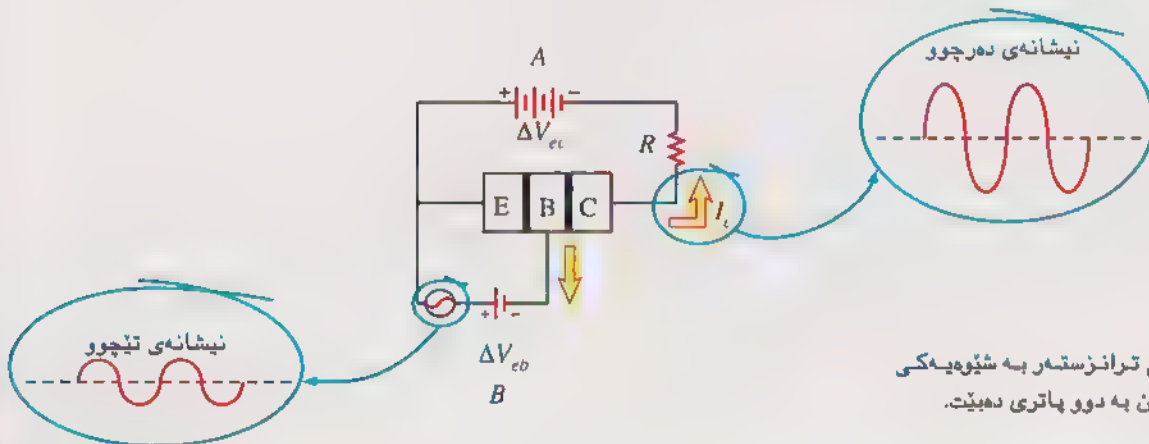 نیشانەی دەرچوو
A
+ −
ΔVec
R
E B C
Ic
+ −
ΔVeb
B
نیشانەی تێچوو
ترانزستەر بە شێوەیەکی
بە دوو پاتری دەبێت.